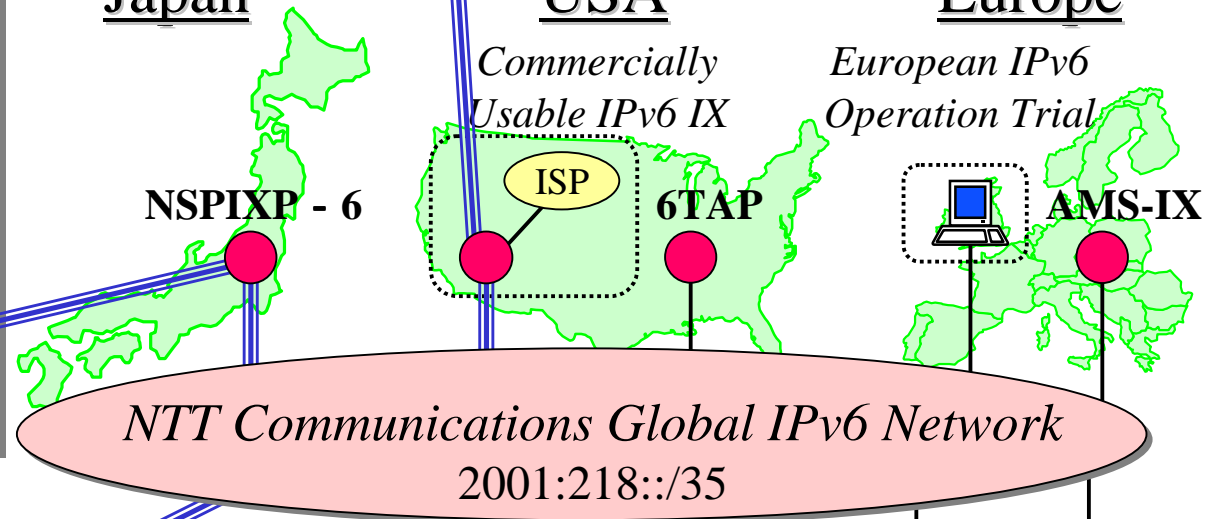 Japan
USA
Europe
Commercially
Usable IPv6 IX
European IPv6
Operation Trial
ISP
NSPIXP - 6
6TAP
AMS-IX
NTT Communications Global IPv6 Network
2001:218::/35